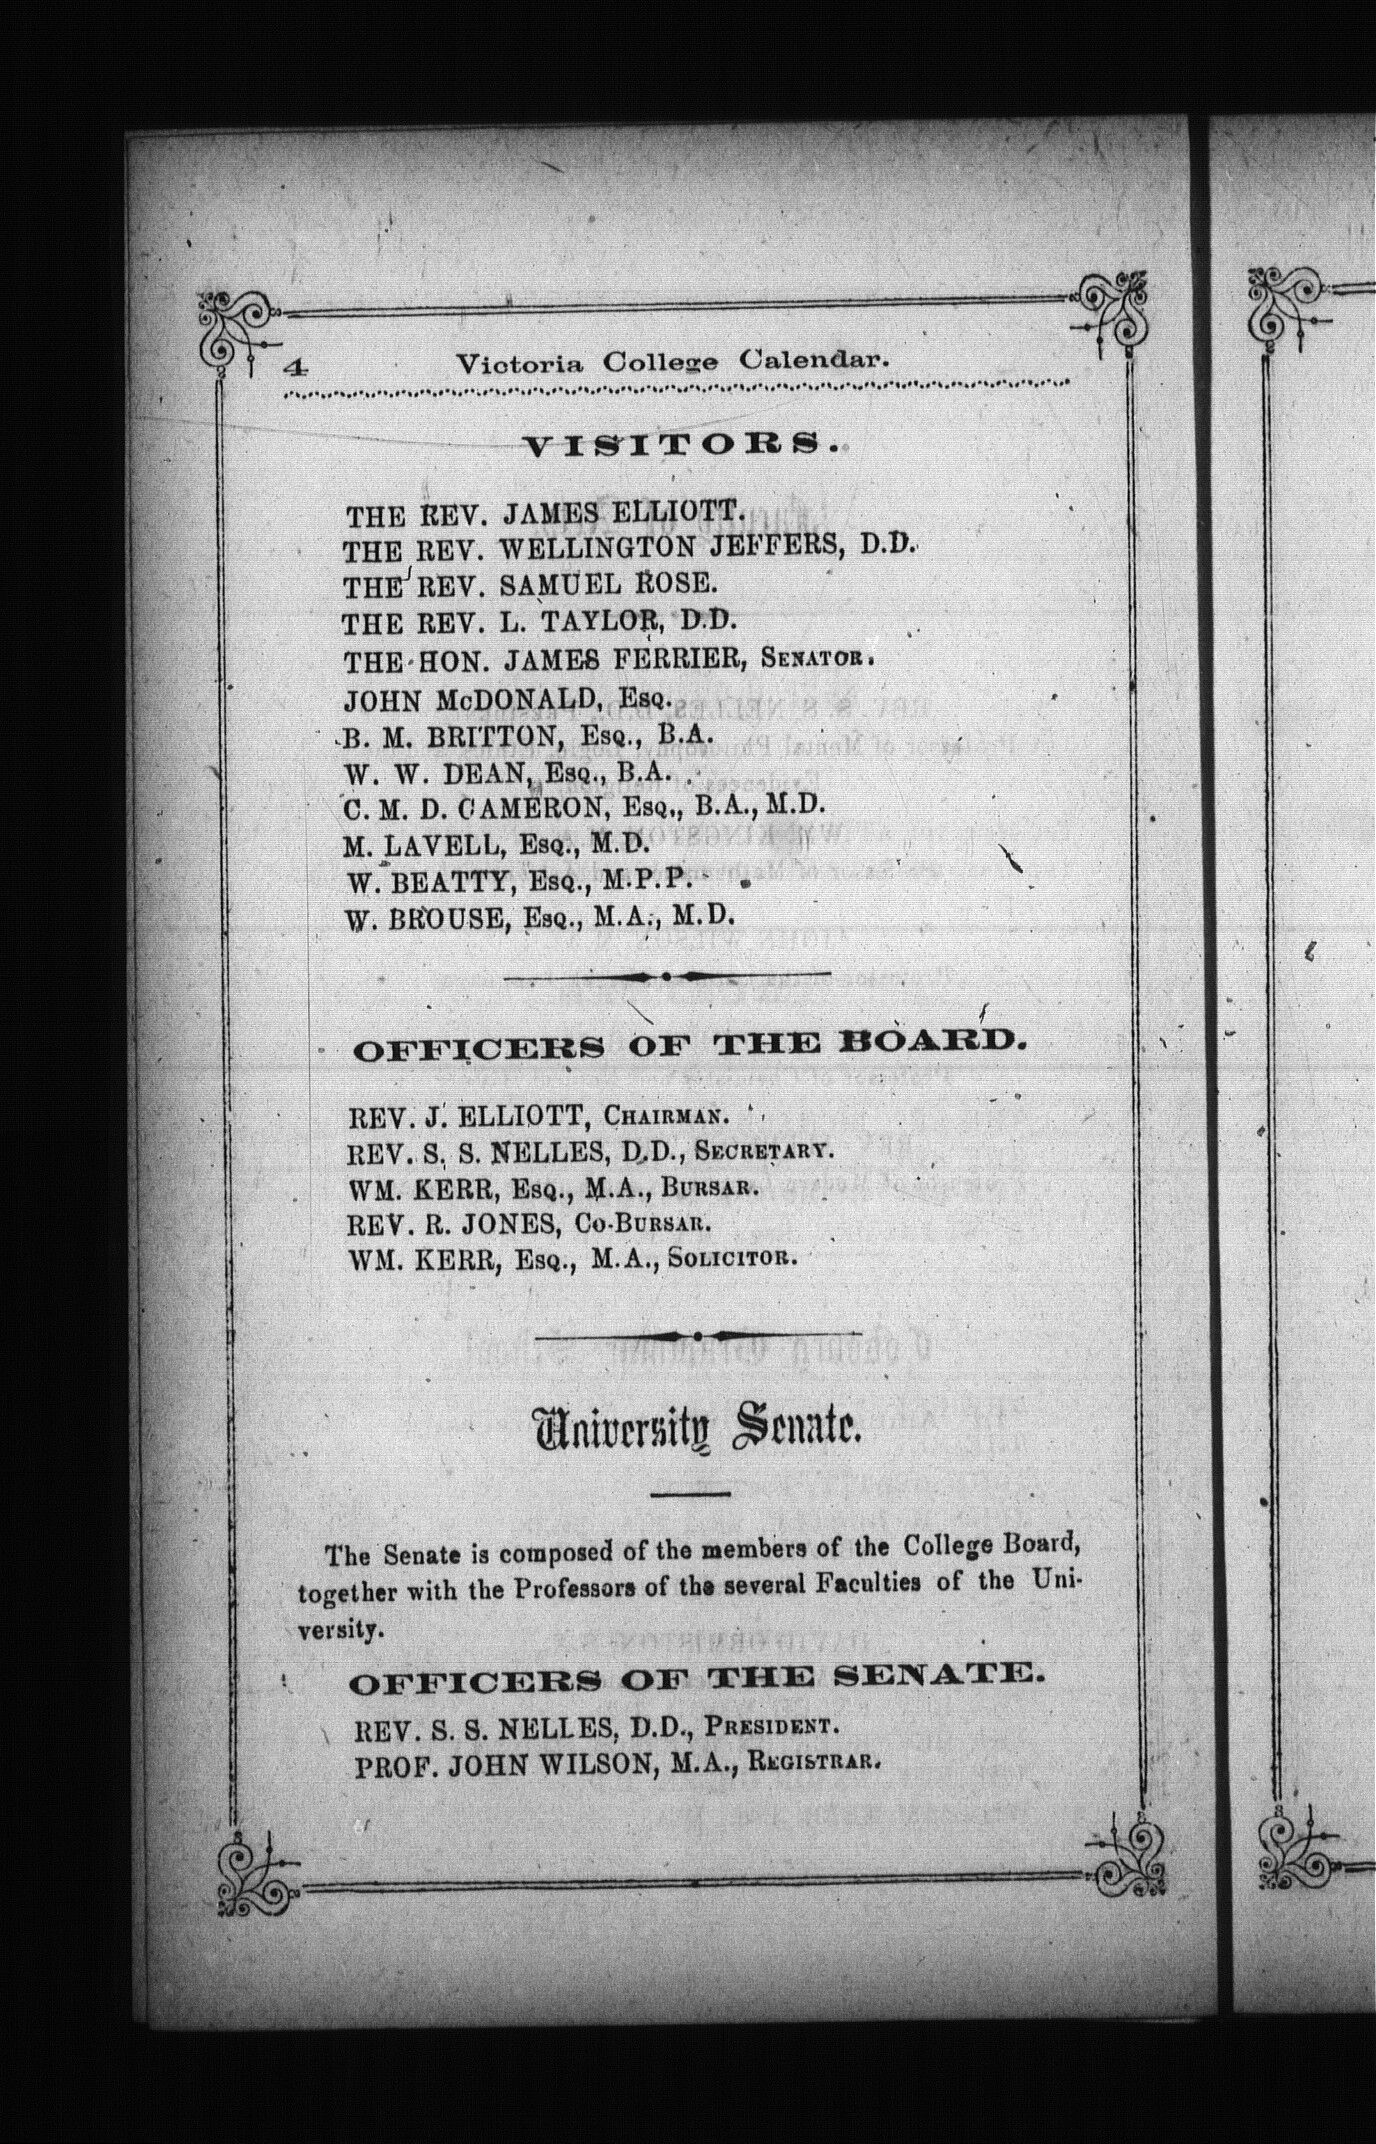 4 Victoria College Calendar.
VISITORS.
THE REV. JAMES ELLIOTT.
THE REV. WELLINGTON JEFFERS, D.D.
THE REV. SAMUEL ROSE.
THE REV. L. TAYLOR, D.D.
THE HON. JAMES FERRIER, SENATOR.
JOHN McDONALD, ESQ.
B. M. BRITTON, ESQ., B.A.
W. W. DEAN, ESQ., B.A.
C. M. D. CAMERON, ESQ., B.A., M.D.
M. LAVELL, ESQ., M.D.
W. BEATTY, ESQ., M.P.P.
W. BROUSE, ESQ., M.A., M.D.
OFFICERS OF THE BOARD.
REV. J. ELLIOTT, CHAIRMAN.
REV. S. S. NELLES, D.D., SECRETARY.
WM. KERR, ESQ., M.A., BURSAR.
REV. R. JONES, CO-BURSAR.
WM. KERR, ESQ., M.A., SOLICITOR.
University Senate.
The Senate is composed of the members of the College Board,
together with the Professors of the several Faculties of the Uni-
versity.
OFFICERS OF THE SENATE.
REV. S. S. NELLES, D.D., PRESIDENT.
PROF. JOHN WILSON, M.A., REGISTRAR.